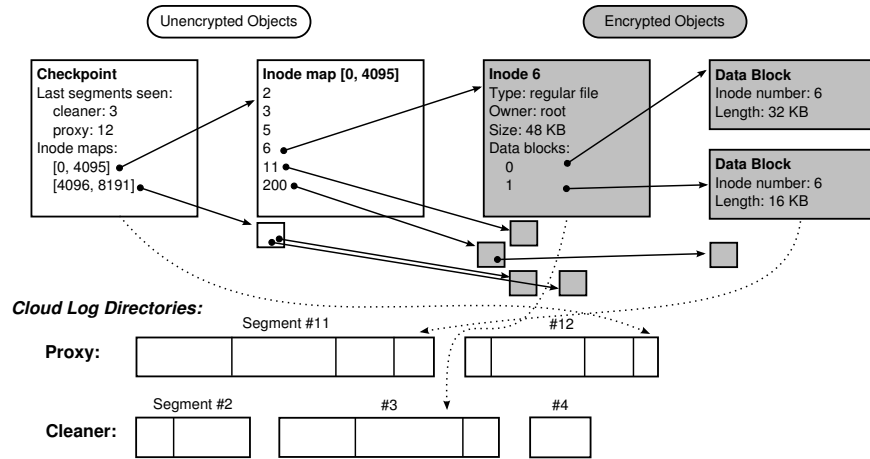 Unencrypted Objects
Encrypted Objects
Checkpoint
Last segments seen:
cleaner: 3
proxy: 12
Inode maps:
[0, 4095]
[4096, 8191]
Inode map [0, 4095]
2
3
5
6
11
200
Inode 6
Type: regular file
Owner: root
Size: 48 KB
Data blocks:
0
1
Data Block
Inode number: 6
Length: 32 KB
Data Block
Inode number: 6
Length: 16 KB
Cloud Log Directories:
Segment #11
#12
Proxy:
Segment #2
#3
#4
Cleaner: